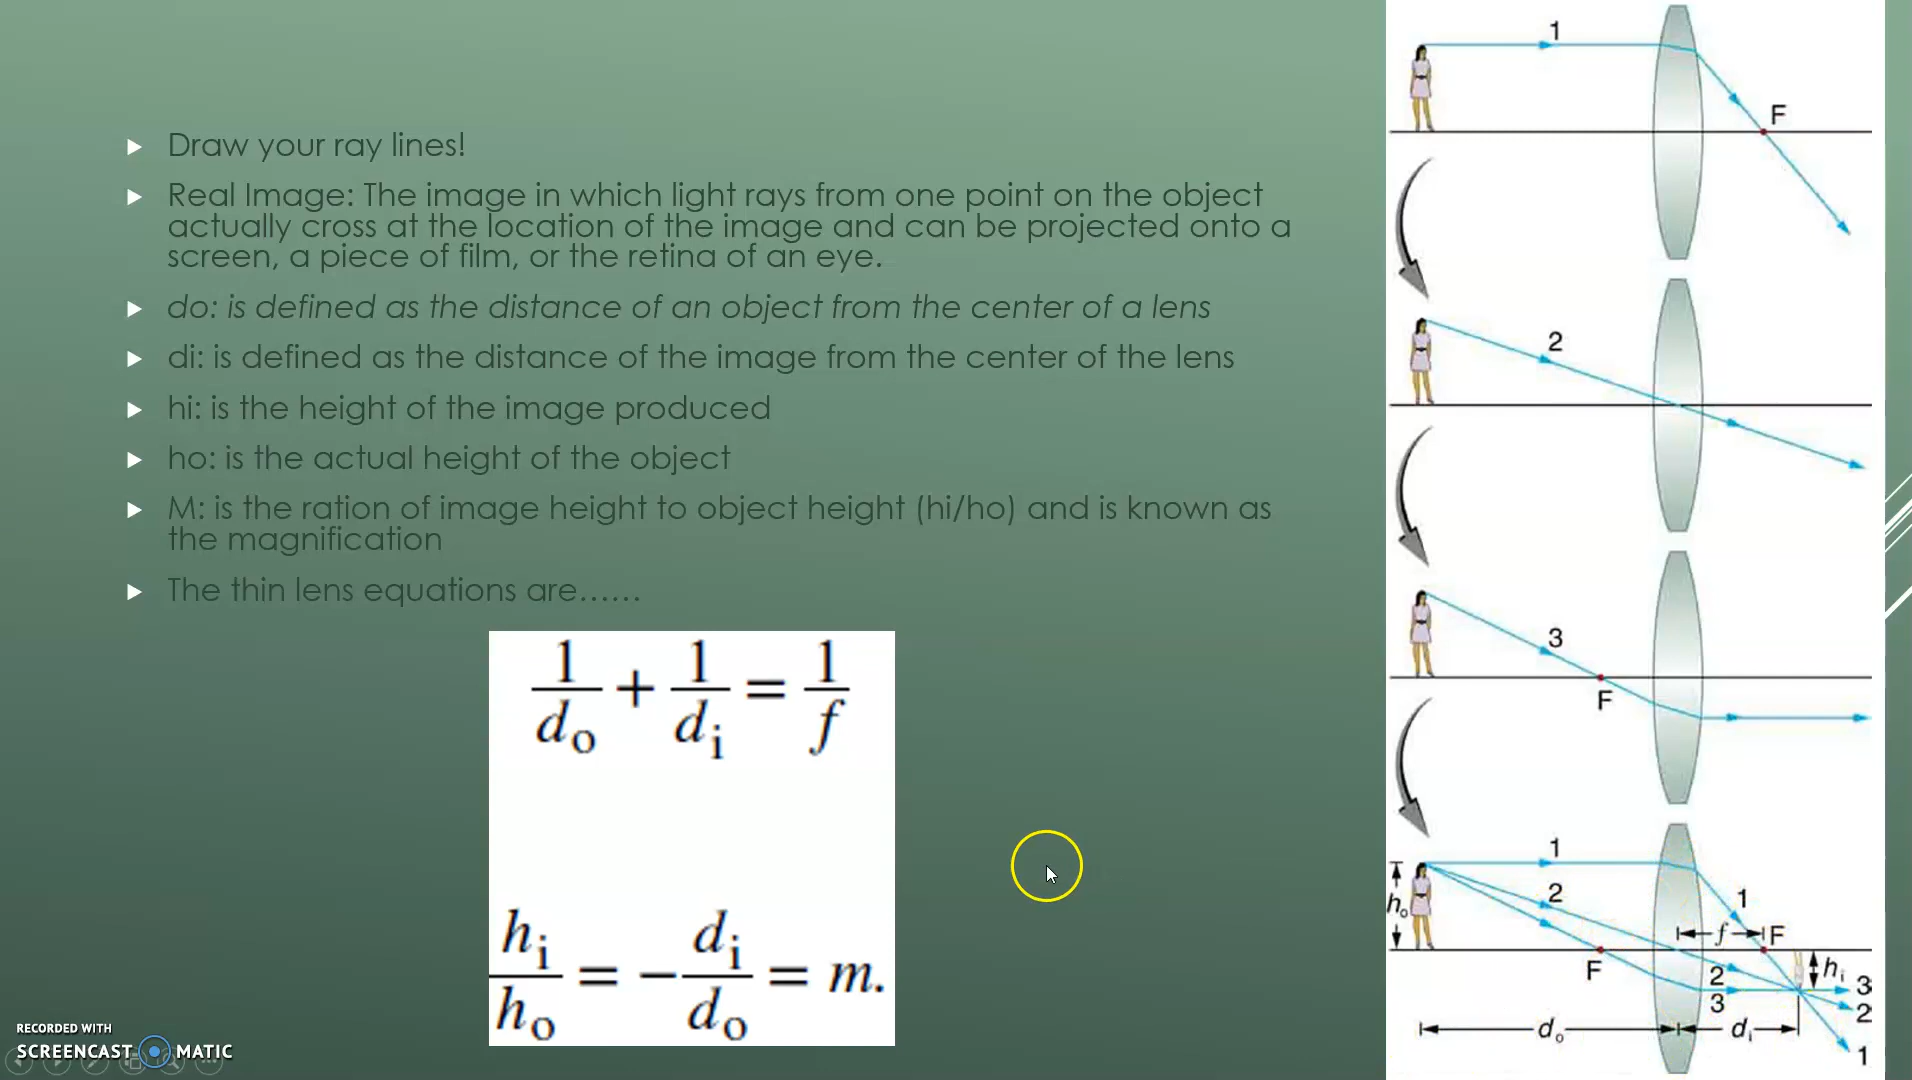 Draw your ray lines!
Real Image: The image in which light rays from one point on the object
actually cross at the location of the image and can be projected onto a
screen, a piece of film, or the retina of an eye.
do: is defined as the distance of an object from the center of a lens
di: is defined as the distance of the image from the center of the lens
hi: is the height of the image produced
ho: is the actual height of the object
M: is the ration of image height to object height (hi/ho) and is known as
the magnification
The thin lens equations are......
1/dₒ + 1/dᵢ = 1/f
hᵢ/hₒ = −dᵢ/dₒ = m.
RECORDED WITH
SCREENCAST MATIC
1
F
2
3
F
1
2
1
hₒ
f
F
F
hᵢ
2
3
3
2
dₒ
dᵢ
1